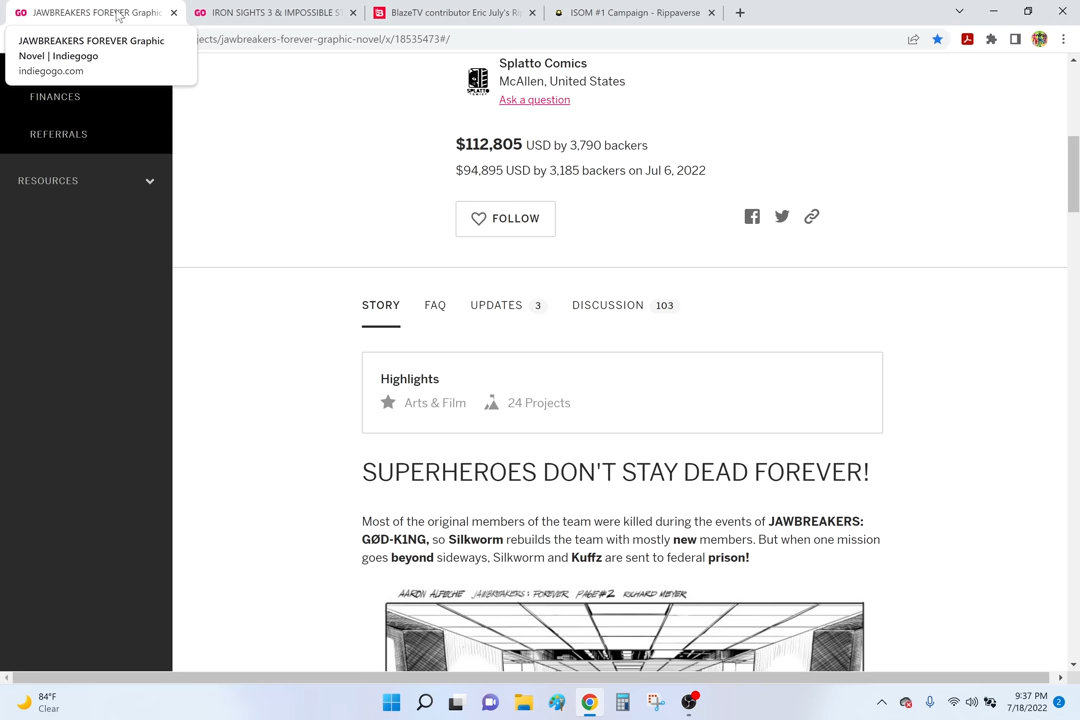 JAWBREAKERS FOREVER Graphic
IRON SIGHTS 3 & IMPOSSIBLE ST
BlazeTV contributor Eric July's Ri
ISOM #1 Campaign - Rippaverse
JAWBREAKERS FOREVER Graphic
Novel | Indiegogo
indiegogo.com
jects/jawbreakers-forever-graphic-novel/x/18535473#/
FINANCES
REFERRALS
RESOURCES
SPLATTO
COMICS
Splatto Comics
McAllen, United States
Ask a question
$112,805 USD by 3,790 backers
$94,895 USD by 3,185 backers on Jul 6, 2022
FOLLOW
STORY FAQ UPDATES 3 DISCUSSION 103
Highlights
Arts & Film 24 Projects
SUPERHEROES DON'T STAY DEAD FOREVER!
Most of the original members of the team were killed during the events of JAWBREAKERS:
GØD-K1NG, so Silkworm rebuilds the team with mostly new members. But when one mission
goes beyond sideways, Silkworm and Kuffz are sent to federal prison!
AARON ALFECHE JAWBREAKERS: FOREVER PAGE#2 RICHARD MEYER
84°F
Clear
9:37 PM
7/18/2022
2